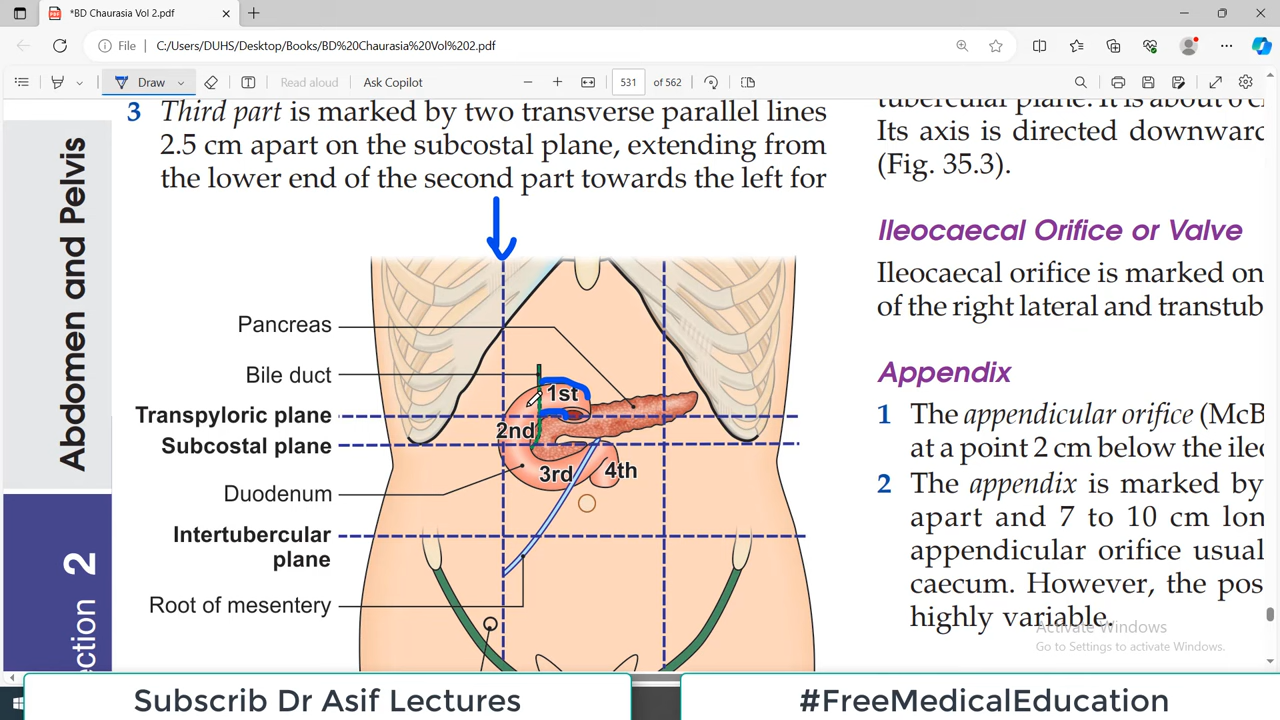 *BD Chaurasia Vol 2.pdf
File
C:/Users/DUHS/Desktop/Books/BD%20Chaurasia%20Vol%202.pdf
Draw
Read aloud
Ask Copilot
531 of 562
Abdomen and Pelvis
2
ection
3 Third part is marked by two transverse parallel lines
2.5 cm apart on the subcostal plane, extending from
the lower end of the second part towards the left for
Pancreas
Bile duct
Transpyloric plane
Subcostal plane
Duodenum
Intertubercular
plane
Root of mesentery
1st
2nd
3rd
4th
Its axis is directed downward
(Fig. 35.3).
Ileocaecal Orifice or Valve
Ileocaecal orifice is marked on
of the right lateral and transtub
Appendix
1 The appendicular orifice (McB
at a point 2 cm below the ilec
2 The appendix is marked by
apart and 7 to 10 cm lon
appendicular orifice usual
caecum. However, the pos
highly variable.
Activate Windows
Go to Settings to activate Windows.
Subscrib Dr Asif Lectures
#FreeMedicalEducation